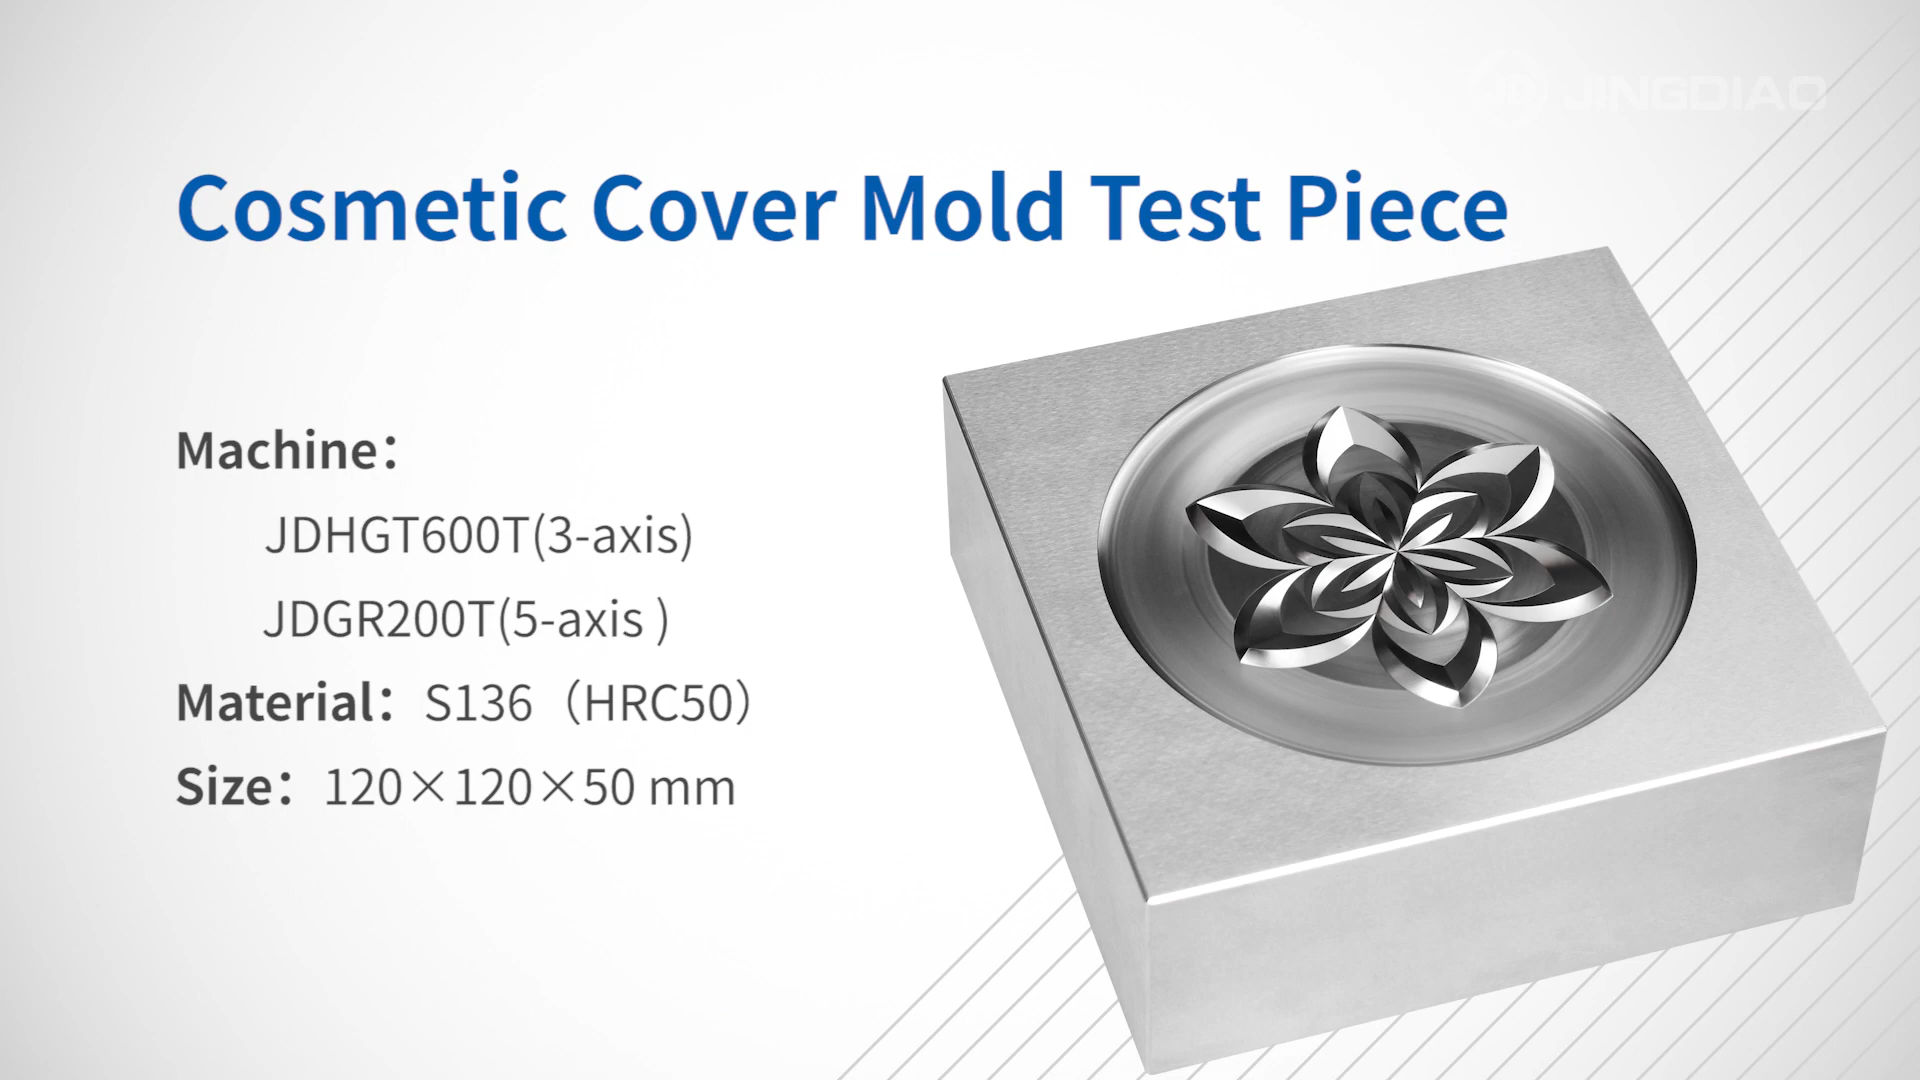 JINGDIAO
Cosmetic Cover Mold Test Piece
Machine：
JDHGT600T(3-axis)
JDGR200T(5-axis )
Material：S136（HRC50）
Size：120×120×50 mm